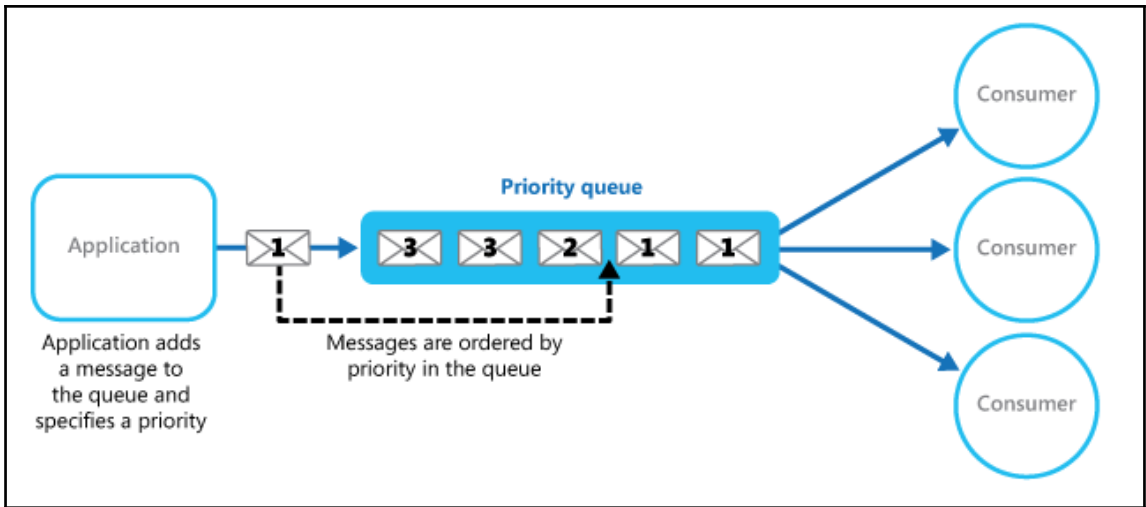 Consumer
Priority queue
Application
1
3 3 2 1 1
Consumer
Application adds
a message to
the queue and
specifies a priority
Messages are ordered by
priority in the queue
Consumer